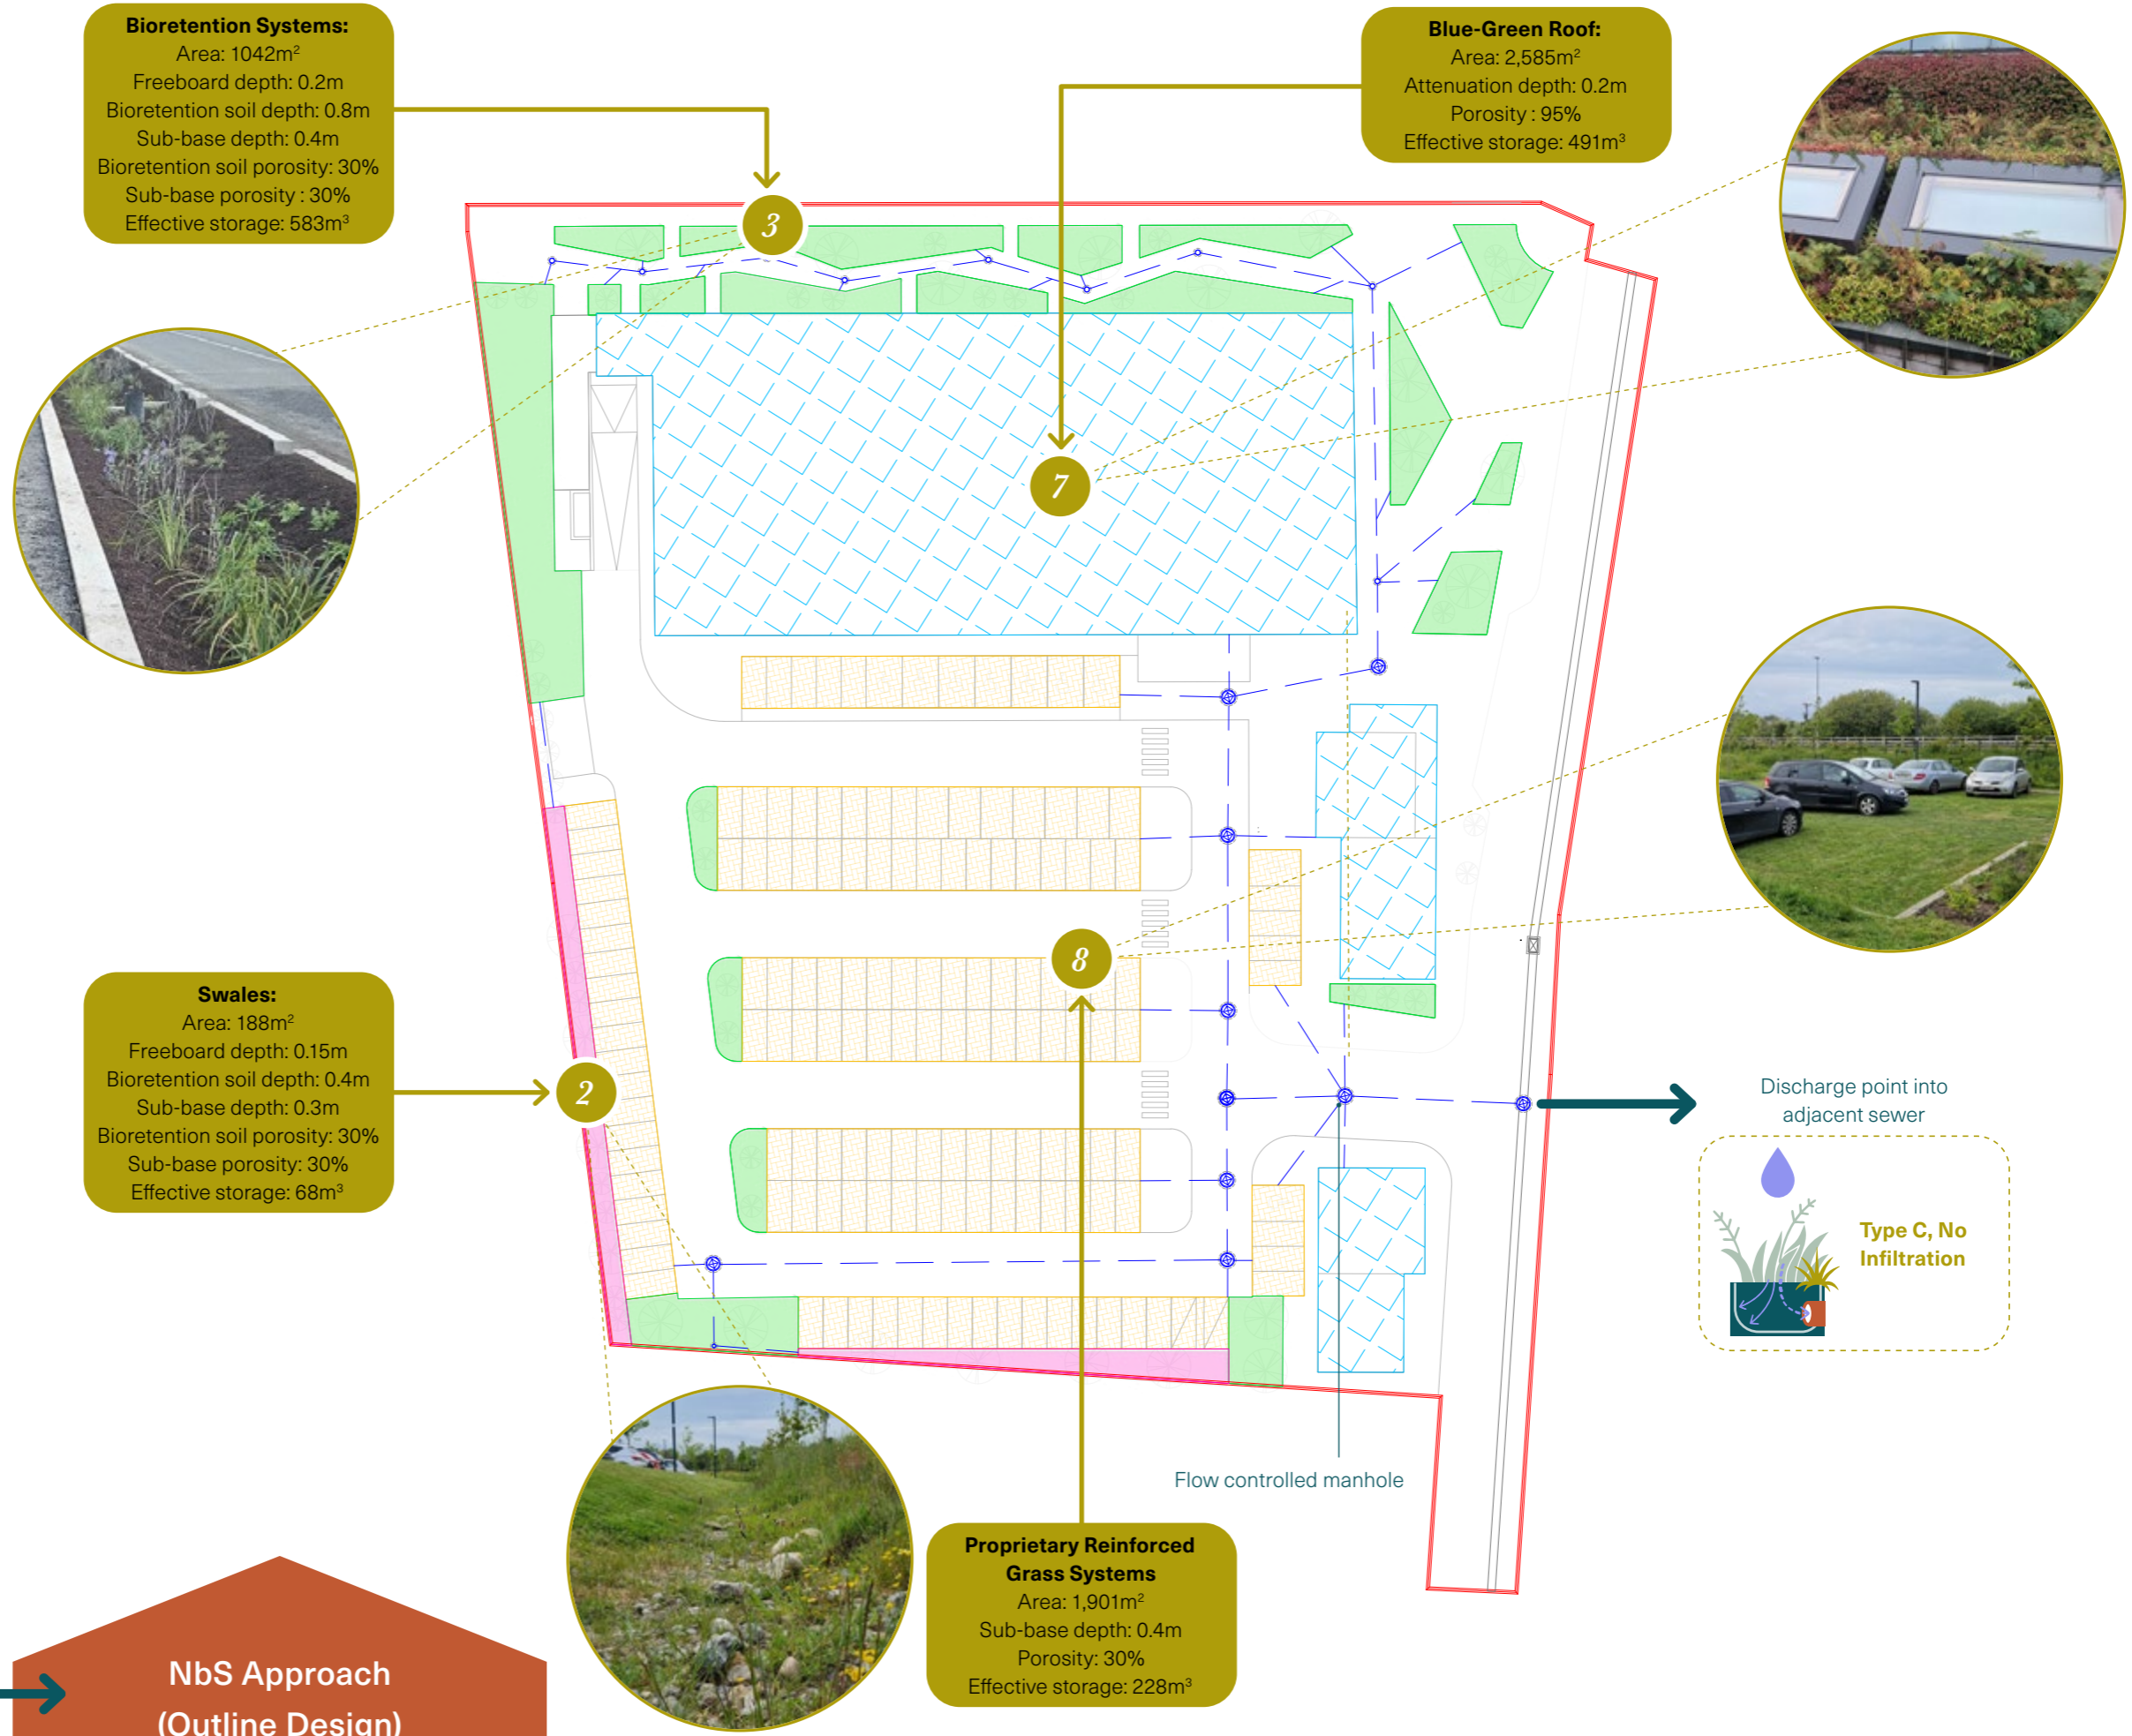 Bioretention Systems:
Area: 1042m²
Freeboard depth: 0.2m
Bioretention soil depth: 0.8m
Sub-base depth: 0.4m
Bioretention soil porosity: 30%
Sub-base porosity : 30%
Effective storage: 583m³
Blue-Green Roof:
Area: 2,585m²
Attenuation depth: 0.2m
Porosity : 95%
Effective storage: 491m³
3
7
8
Swales:
Area: 188m²
Freeboard depth: 0.15m
Bioretention soil depth: 0.4m
Sub-base depth: 0.3m
Bioretention soil porosity: 30%
Sub-base porosity: 30%
Effective storage: 68m³
2
Discharge point into
adjacent sewer
Type C, No
Infiltration
Flow controlled manhole
Proprietary Reinforced
Grass Systems
Area: 1,901m²
Sub-base depth: 0.4m
Porosity: 30%
Effective storage: 228m³
NbS Approach
(Outline Design)